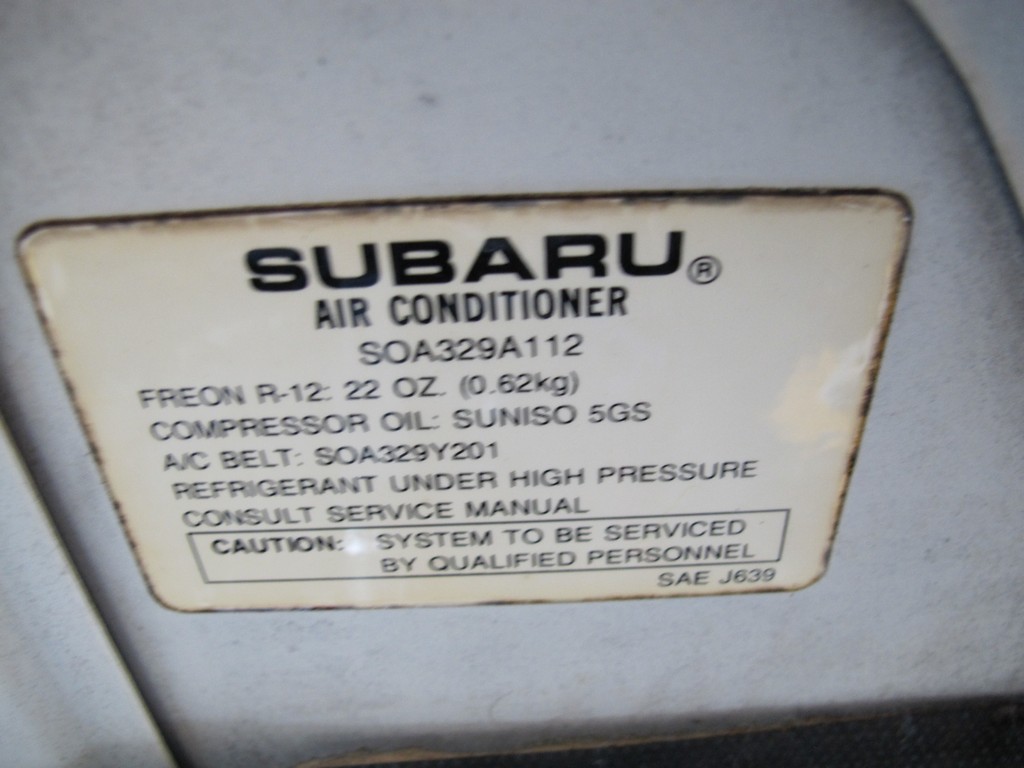 SUBARU®
AIR CONDITIONER
SOA329A112
FREON R-12: 22 OZ. (0.62kg)
COMPRESSOR OIL: SUNISO 5GS
A/C BELT: SOA329Y201
REFRIGERANT UNDER HIGH PRESSURE
CONSULT SERVICE MANUAL
CAUTION: SYSTEM TO BE SERVICED
BY QUALIFIED PERSONNEL
SAE J639